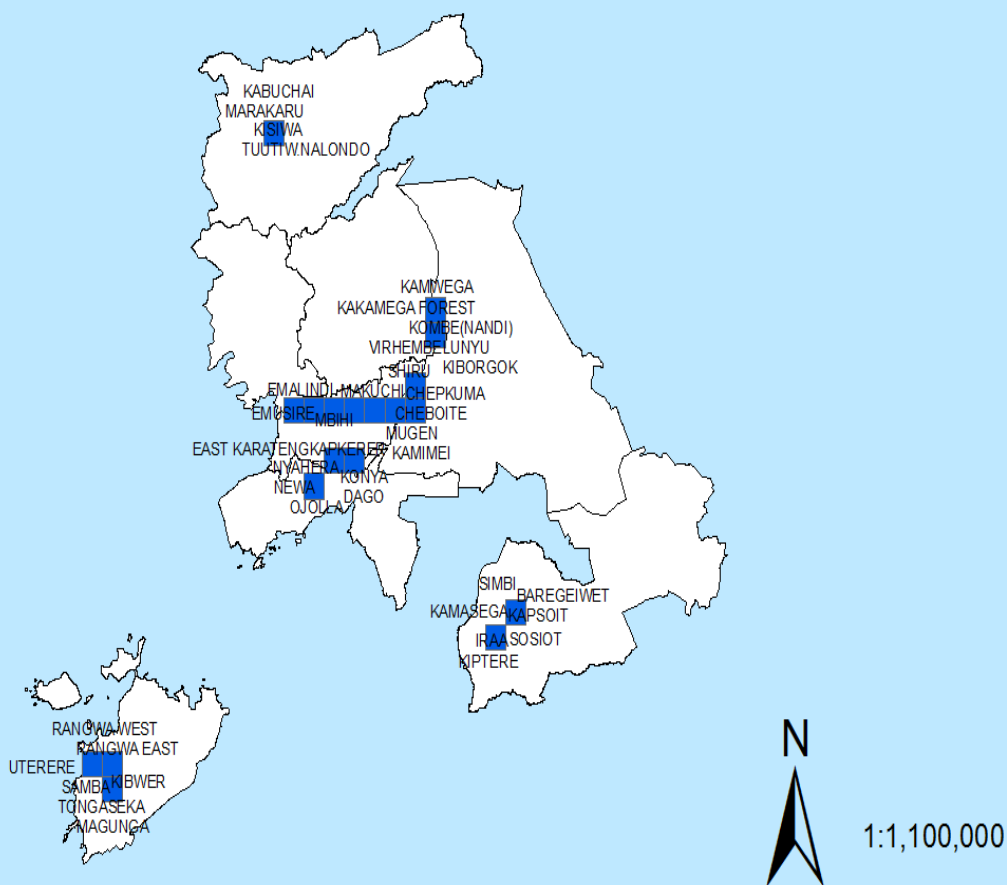 KABUCHAI
MARAKARU
KISIWA
TUUTI W.NALONDO
KAMWEGA
KAKAMEGA FOREST
KOMBE(NANDI)
VIRHEMBE LUNYU
KIBORGOK
SHIRU
EMALINDI MAKUCHI
CHEPKUMA
EMUSIRE
MBIHI
CHEBOITE
MUGEN
KAMIMEI
EAST KARATENG KAPKERER
NYAHERA
KONYA
NEWA
DAGO
OJOLLA
SIMBI
BAREGEIWET
KAMASEGA
KAPSOIT
IRAA SOSIOT
KIPTERE
RANGWA WEST
RANGWA EAST
UTERERE
KIBWER
SAMBA
TONGASEKA
MAGUNGA
N
1:1,100,000